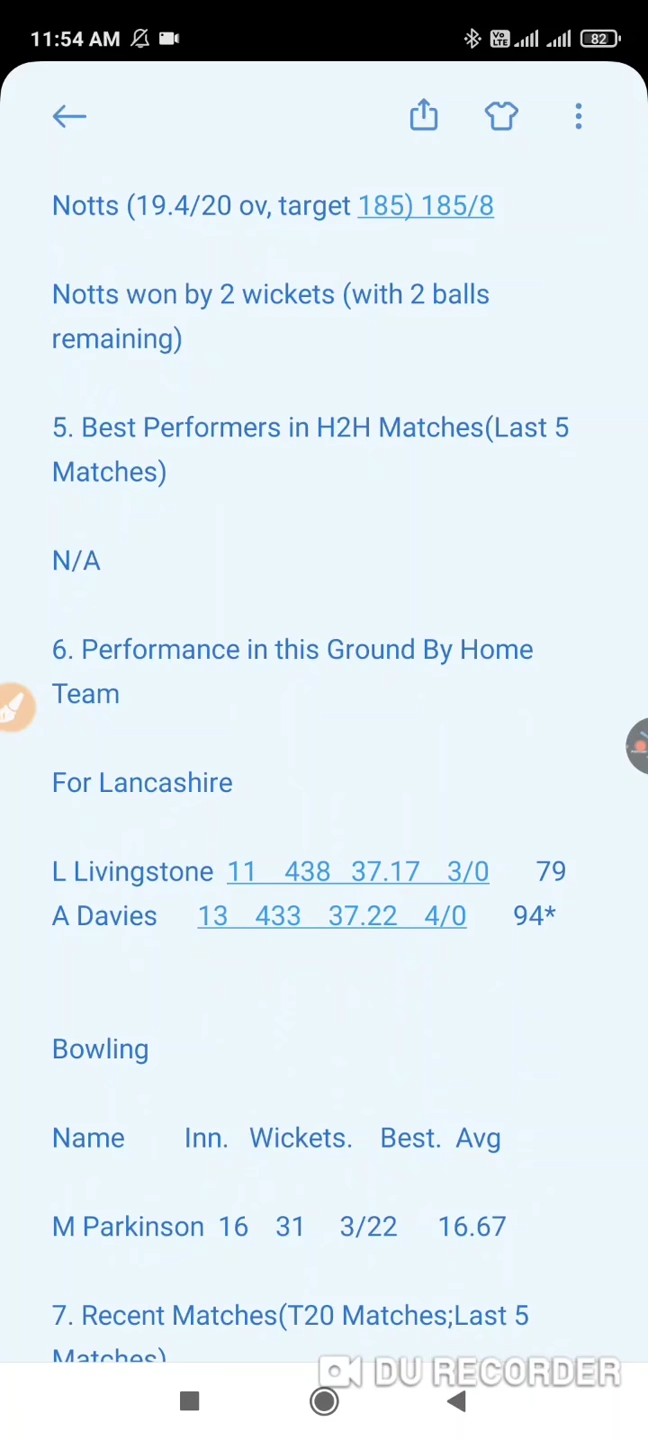 11:54 AM
Vo LTE
82
Notts (19.4/20 ov, target 185) 185/8
Notts won by 2 wickets (with 2 balls
remaining)
5. Best Performers in H2H Matches(Last 5
Matches)
N/A
6. Performance in this Ground By Home
Team
For Lancashire
L Livingstone 11 438 37.17 3/0 79
A Davies 13 433 37.22 4/0 94*
Bowling
Name Inn. Wickets. Best. Avg
M Parkinson 16 31 3/22 16.67
7. Recent Matches(T20 Matches;Last 5
Matches)
DU RECORDER